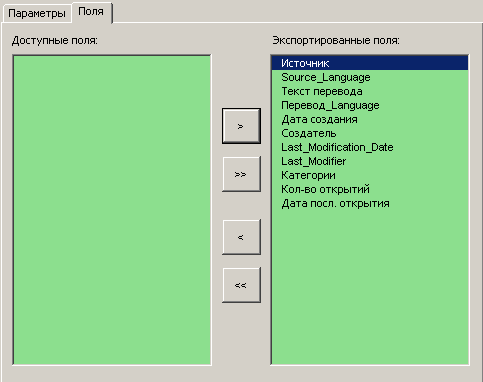 Параметры Поля
Доступные поля: Экспортированные поля:
Источник
Source_Language
Текст перевода
Перевод_Language
Дата создания
Создатель
Last_Modification_Date
Last_Modifier
Категории
Кол-во открытий
Дата посл. открытия
>
>>
<
<<